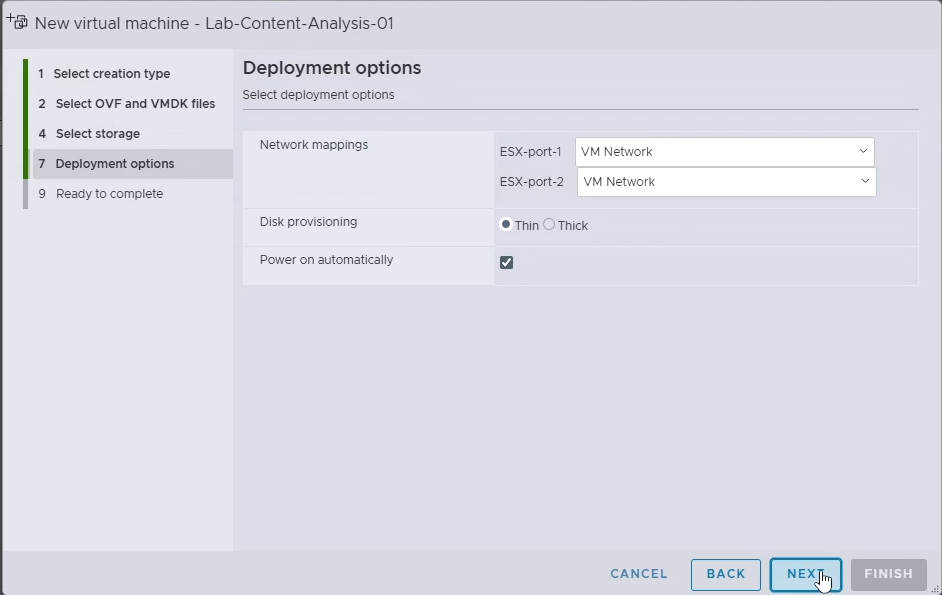 New virtual machine - Lab-Content-Analysis-01
1 Select creation type
2 Select OVF and VMDK files
4 Select storage
7 Deployment options
9 Ready to complete
Deployment options
Select deployment options
Network mappings
ESX-port-1 VM Network
ESX-port-2 VM Network
Disk provisioning
Thin Thick
Power on automatically
CANCEL BACK NEXT FINISH